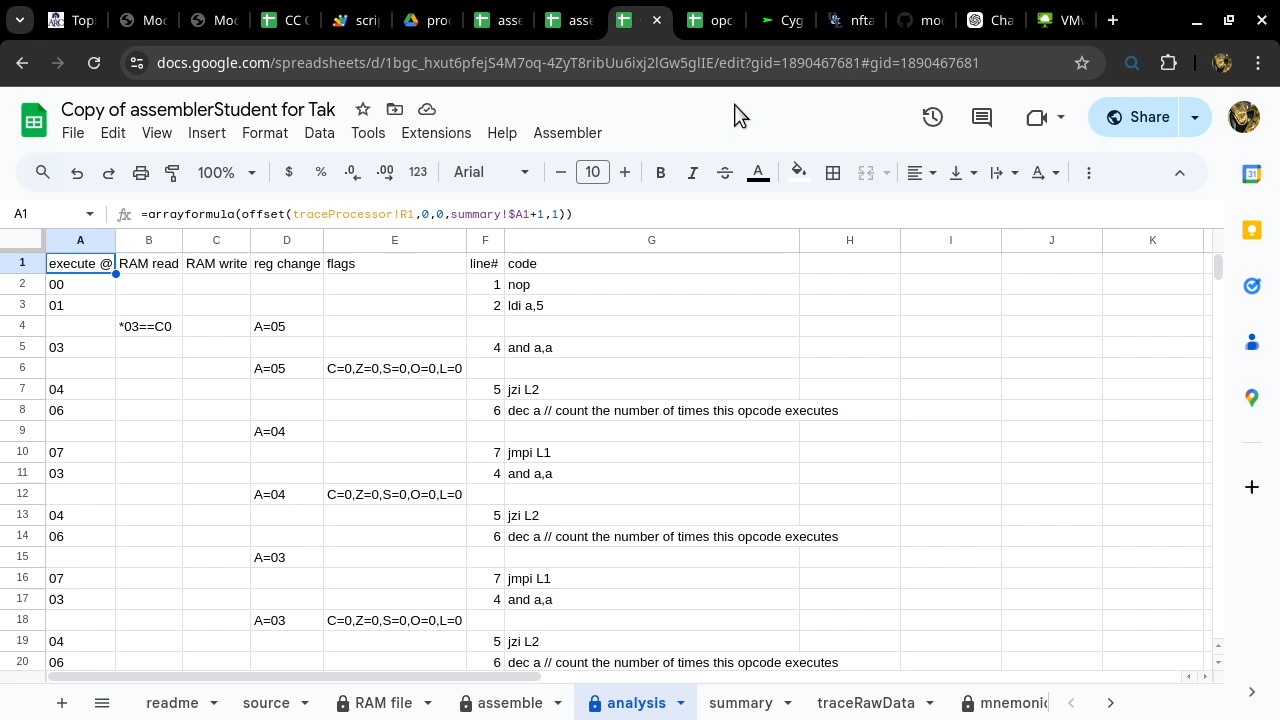 Top
Mod
Mod
CC C
scrip
proc
asse
asse
opc
Cyg
nfta
moc
Cha
VMv
docs.google.com/spreadsheets/d/1bgc_hxut6pfejS4M7oq-4ZyT8ribUu6ixj2lGw5glIE/edit?gid=1890467681#gid=1890467681
Copy of assemblerStudent for Tak
File Edit View Insert Format Data Tools Extensions Help Assembler
Share
100% $ % .0 .00 123 Arial 10 B I A
A1 =arrayformula(offset(traceProcessor!R1,0,0,summary!$A1+1,1))
A B C D E F G H I J K
1 execute @ RAM read RAM write reg change flags line# code
2 00 1 nop
3 01 2 ldi a,5
4 *03==C0 A=05
5 03 4 and a,a
6 A=05 C=0,Z=0,S=0,O=0,L=0
7 04 5 jzi L2
8 06 6 dec a // count the number of times this opcode executes
9 A=04
10 07 7 jmpi L1
11 03 4 and a,a
12 A=04 C=0,Z=0,S=0,O=0,L=0
13 04 5 jzi L2
14 06 6 dec a // count the number of times this opcode executes
15 A=03
16 07 7 jmpi L1
17 03 4 and a,a
18 A=03 C=0,Z=0,S=0,O=0,L=0
19 04 5 jzi L2
20 06 6 dec a // count the number of times this opcode executes
readme source RAM file assemble analysis summary traceRawData mnemonic
31